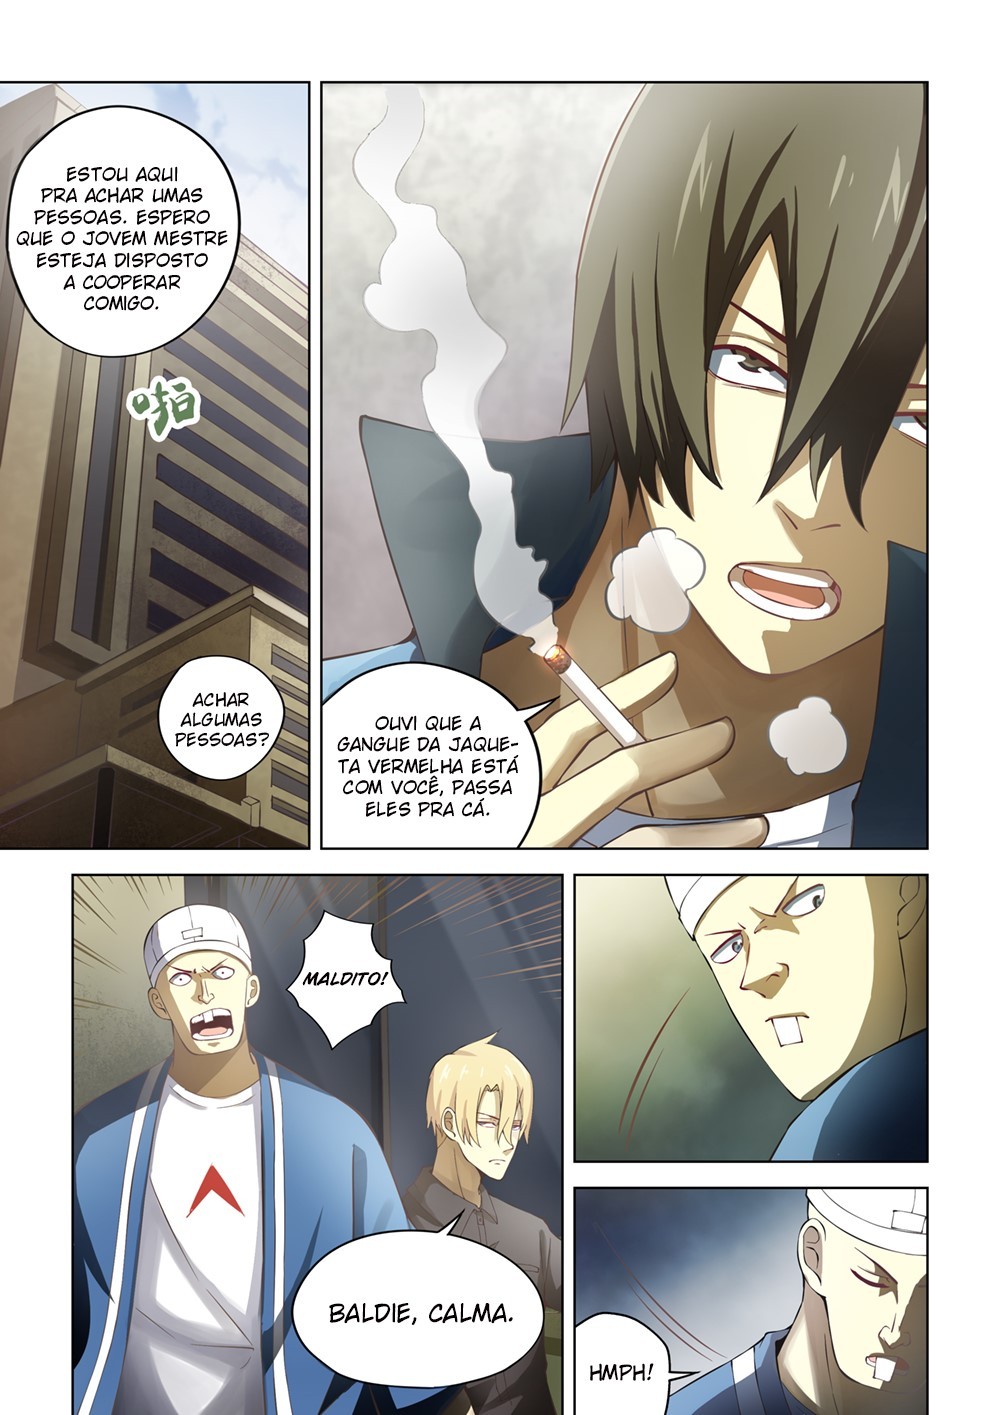 ESTOU AQUI
PRA ACHAR UMAS
PESSOAS. ESPERO
QUE O JOVEM MESTRE
ESTEJA DISPOSTO
A COOPERAR
COMIGO.
啪
ACHAR
ALGUMAS
PESSOAS?
OUVI QUE A
GANGUE DA JAQUE-
TA VERMELHA ESTÁ
COM VOCÊ, PASSA
ELES PRA CÁ.
MALDITO!
BALDIE, CALMA.
HMPH!